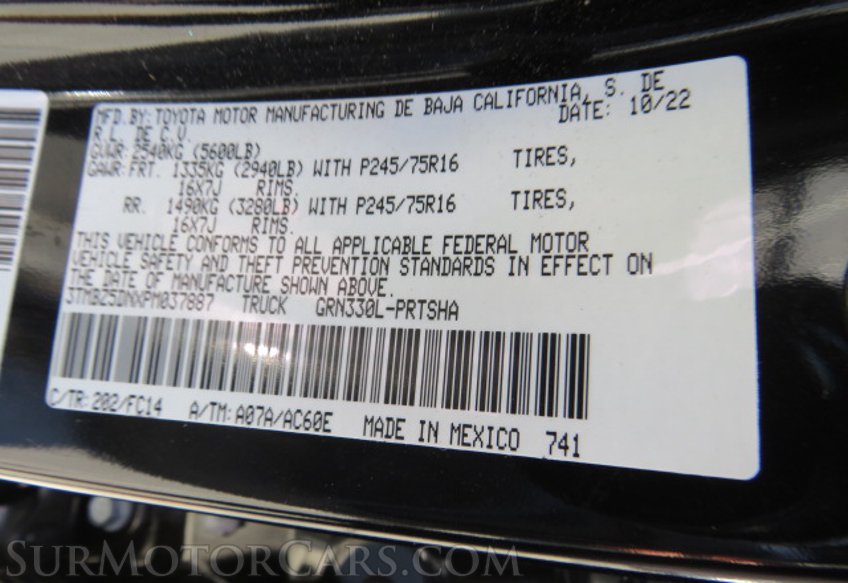 MFD. BY: TOYOTA MOTOR MANUFACTURING DE BAJA CALIFORNIA, S. DE
R.L. DE C.V. DATE: 10/22
GVWR: 2540KG (5600LB)
GAWR: FRT. 1335KG (2940LB) WITH P245/75R16 TIRES,
16X7J RIMS.
RR. 1490KG (3280LB) WITH P245/75R16 TIRES,
16X7J RIMS.
THIS VEHICLE CONFORMS TO ALL APPLICABLE FEDERAL MOTOR
VEHICLE SAFETY AND THEFT PREVENTION STANDARDS IN EFFECT ON
THE DATE OF MANUFACTURE SHOWN ABOVE.
3TMBZ5DNXPM037887 TRUCK GRN330L-PRTSHA
C/TR: 202/FC14 A/TM: A07A/AC60E MADE IN MEXICO 741
SURMOTORCARS.COM